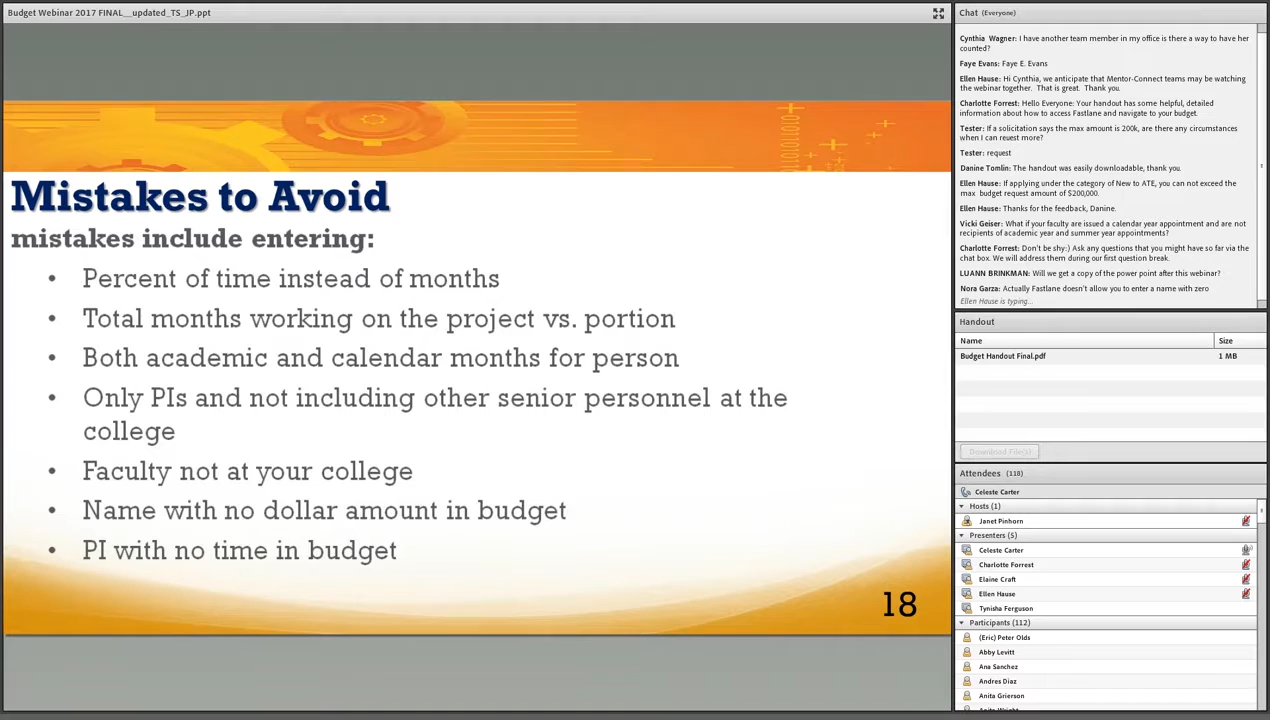 Budget Webinar 2017 FINAL__updated_TS_JP.ppt
Mistakes to Avoid
mistakes include entering:
• Percent of time instead of months
• Total months working on the project vs. portion
• Both academic and calendar months for person
• Only PIs and not including other senior personnel at the
college
• Faculty not at your college
• Name with no dollar amount in budget
• PI with no time in budget
18
Chat (Everyone)
Cynthia Wagner: I have another team member in my office is there a way to have her
counted?
Faye Evans: Faye E. Evans
Ellen Hause: Hi Cynthia, we anticipate that Mentor-Connect teams may be watching
the webinar together. That is great. Thank you.
Charlotte Forrest: Hello Everyone: Your handout has some helpful, detailed
information about how to access Fastlane and navigate to your budget.
Tester: If a solicitation says the max amount is 200k, are there any circumstances
when I can reuest more?
Tester: request
Danine Tomlin: The handout was easily downloadable, thank you.
Ellen Hause: If applying under the category of New to ATE, you can not exceed the
max budget request amount of $200,000.
Ellen Hause: Thanks for the feedback, Danine.
Vicki Geiser: What if your faculty are issued a calendar year appointment and are not
recipients of academic year and summer year appointments?
Charlotte Forrest: Don't be shy:) Ask any questions that you might have so far via the
chat box. We will address them during our first question break.
LUANN BRINKMAN: Will we get a copy of the power point after this webinar?
Nora Garza: Actually Fastlane doesn't allow you to enter a name with zero
Ellen Hause is typing...
Handout
Name Size
Budget Handout Final.pdf 1 MB
Download File(s)
Attendees (118)
Celeste Carter
Hosts (1)
Janet Pinhorn
Presenters (5)
Celeste Carter
Charlotte Forrest
Elaine Craft
Ellen Hause
Tynisha Ferguson
Participants (112)
(Eric) Peter Olds
Abby Levitt
Ana Sanchez
Andres Diaz
Anita Grierson